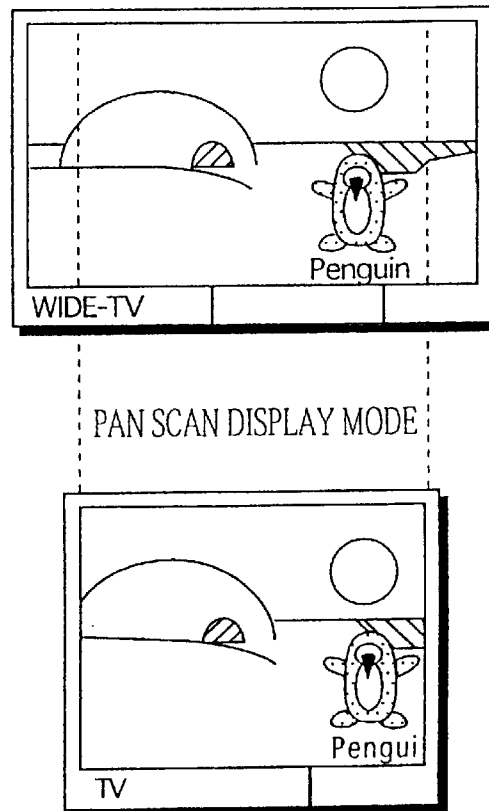 Penguin
WIDE-TV
PAN SCAN DISPLAY MODE
Pengui
TV